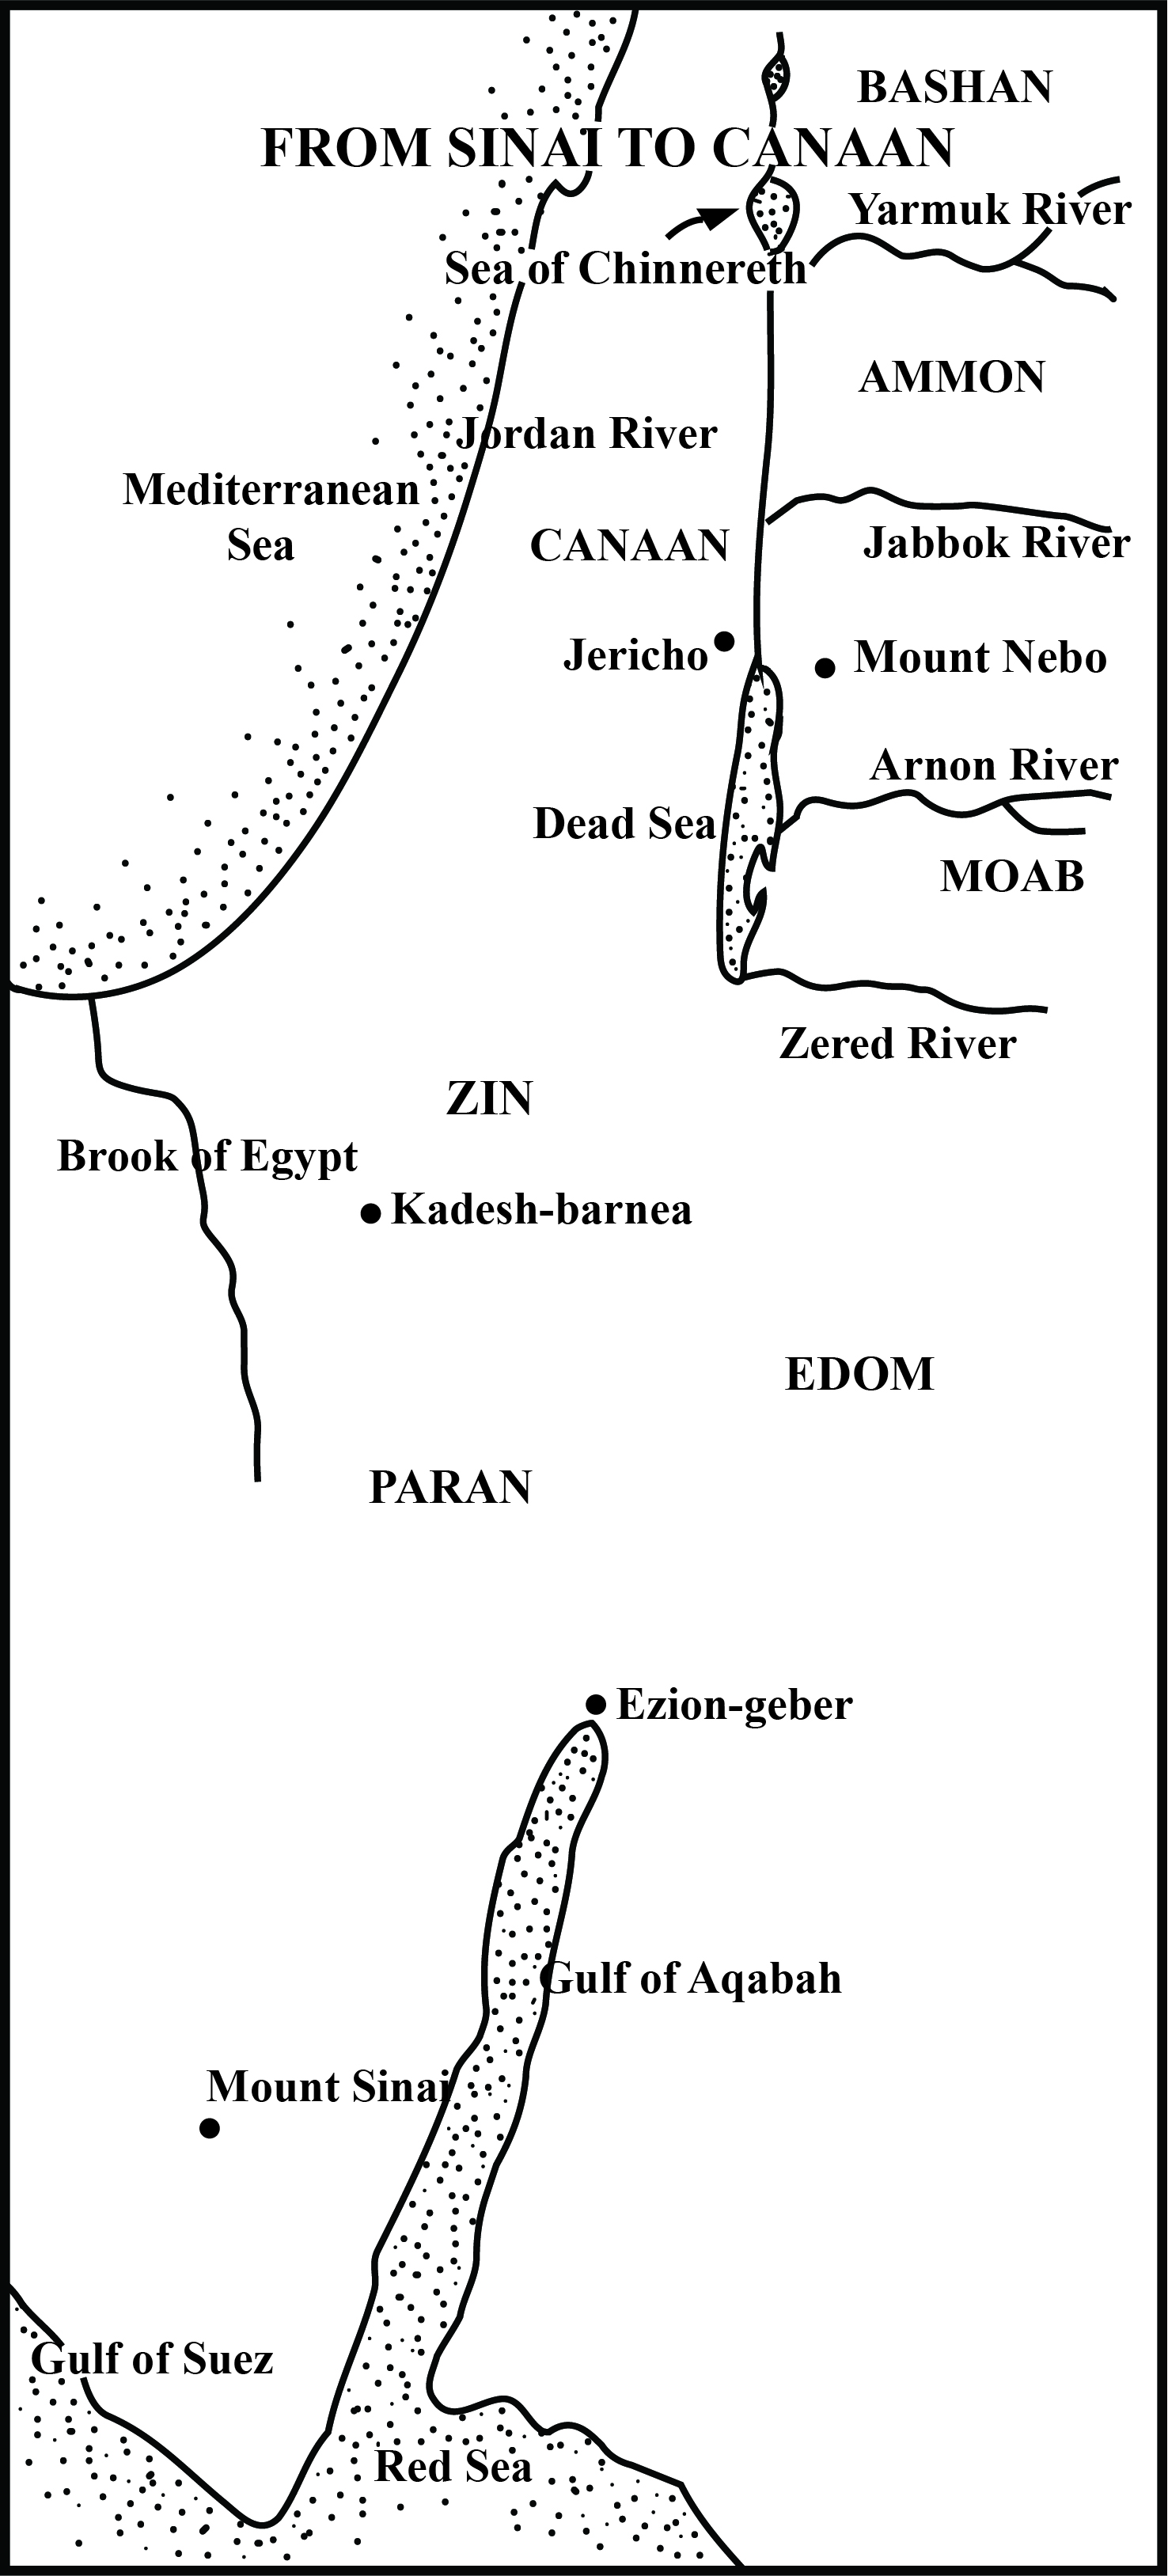 BASHAN
FROM SINAI TO CANAAN
Yarmuk River
Sea of Chinnereth
AMMON
Jordan River
Mediterranean
Sea
CANAAN
Jabbok River
Jericho
Mount Nebo
Arnon River
Dead Sea
MOAB
Zered River
ZIN
Brook of Egypt
Kadesh-barnea
EDOM
PARAN
Ezion-geber
Gulf of Aqabah
Mount Sinai
Gulf of Suez
Red Sea